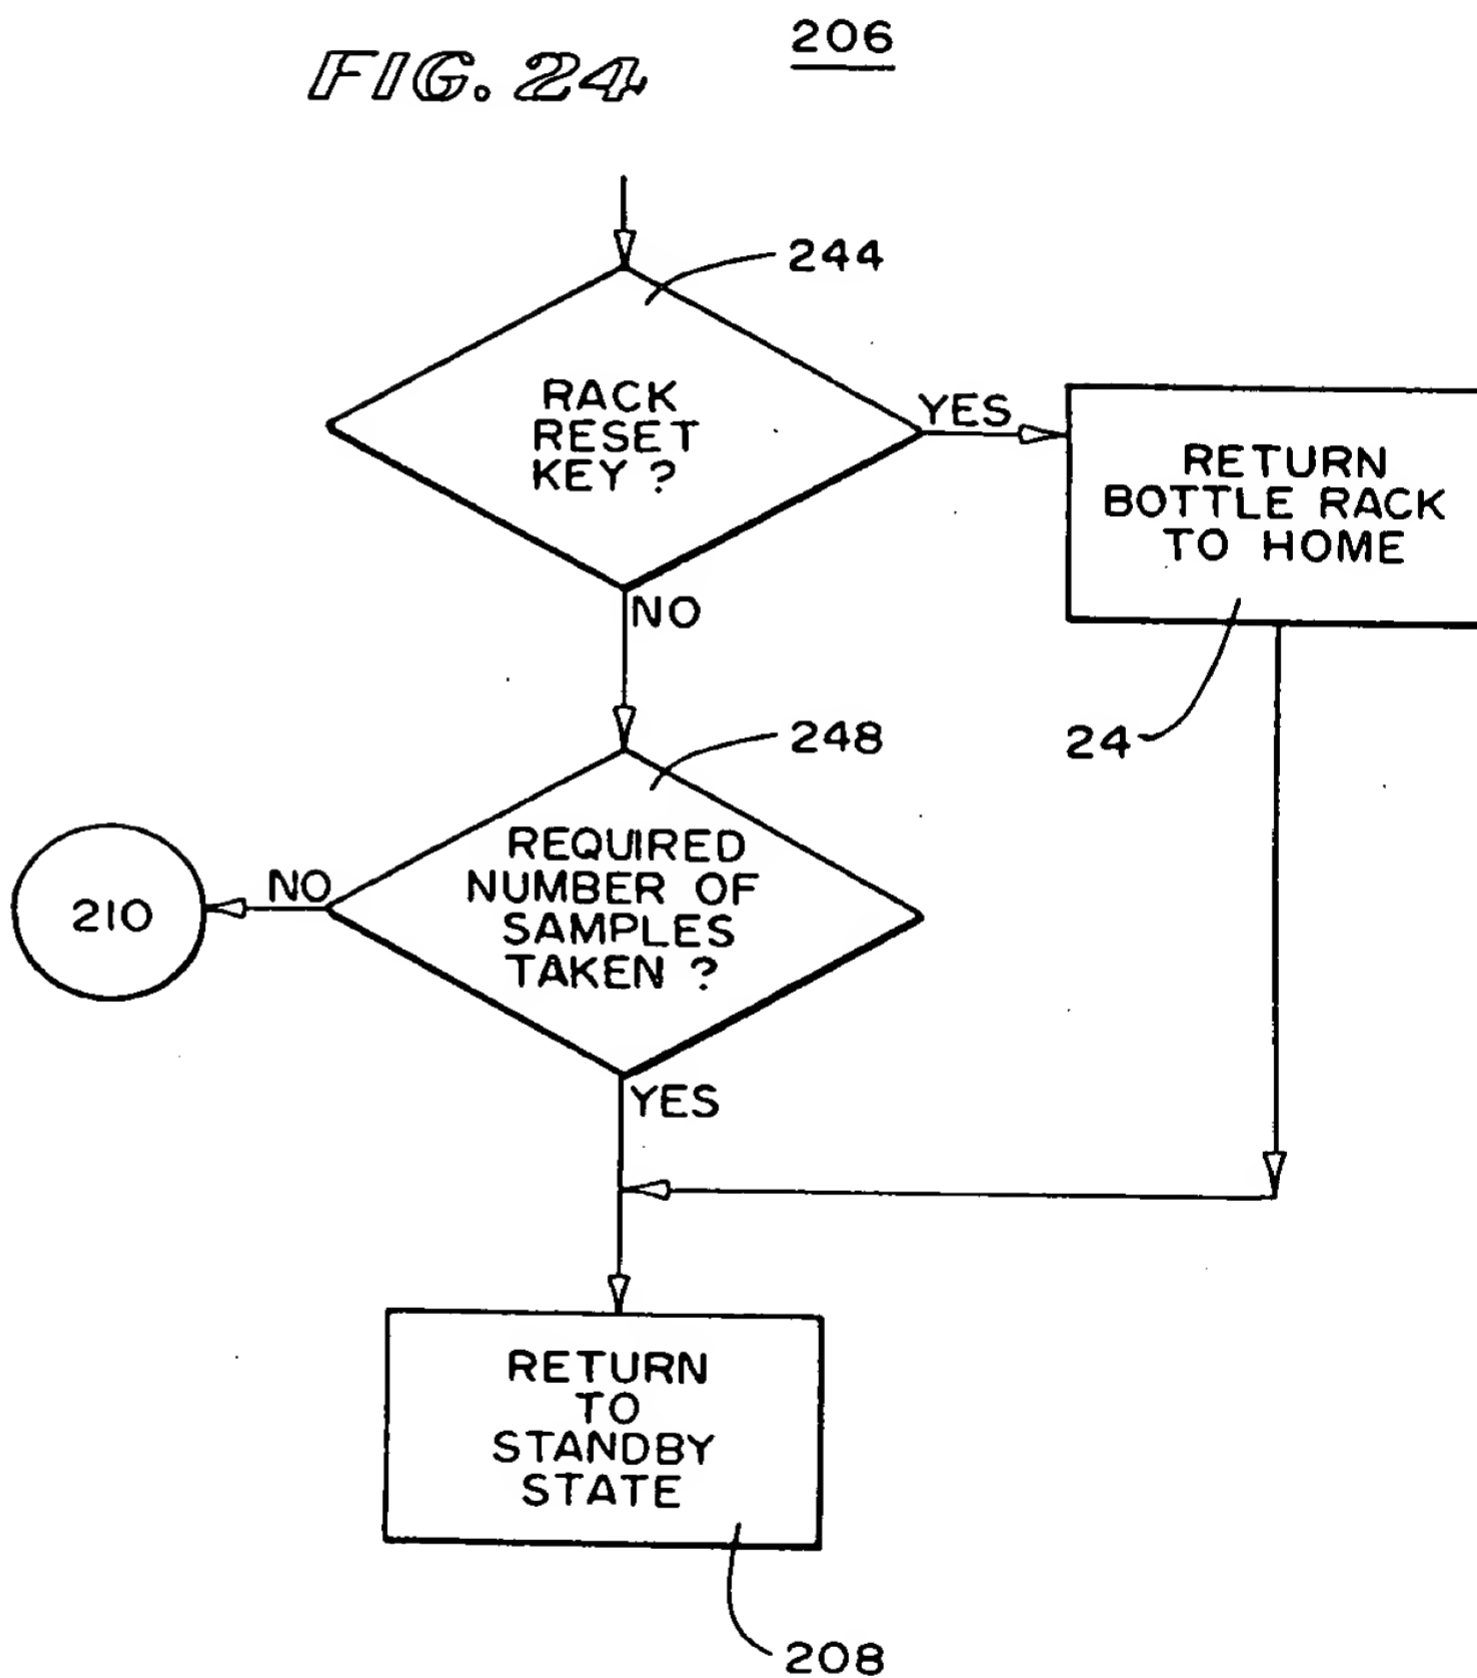 FIG. 24
206
244
RACK
RESET
KEY ?
YES
RETURN
BOTTLE RACK
TO HOME
NO
24
248
REQUIRED
NUMBER OF
SAMPLES
TAKEN ?
NO
210
YES
RETURN
TO
STANDBY
STATE
208